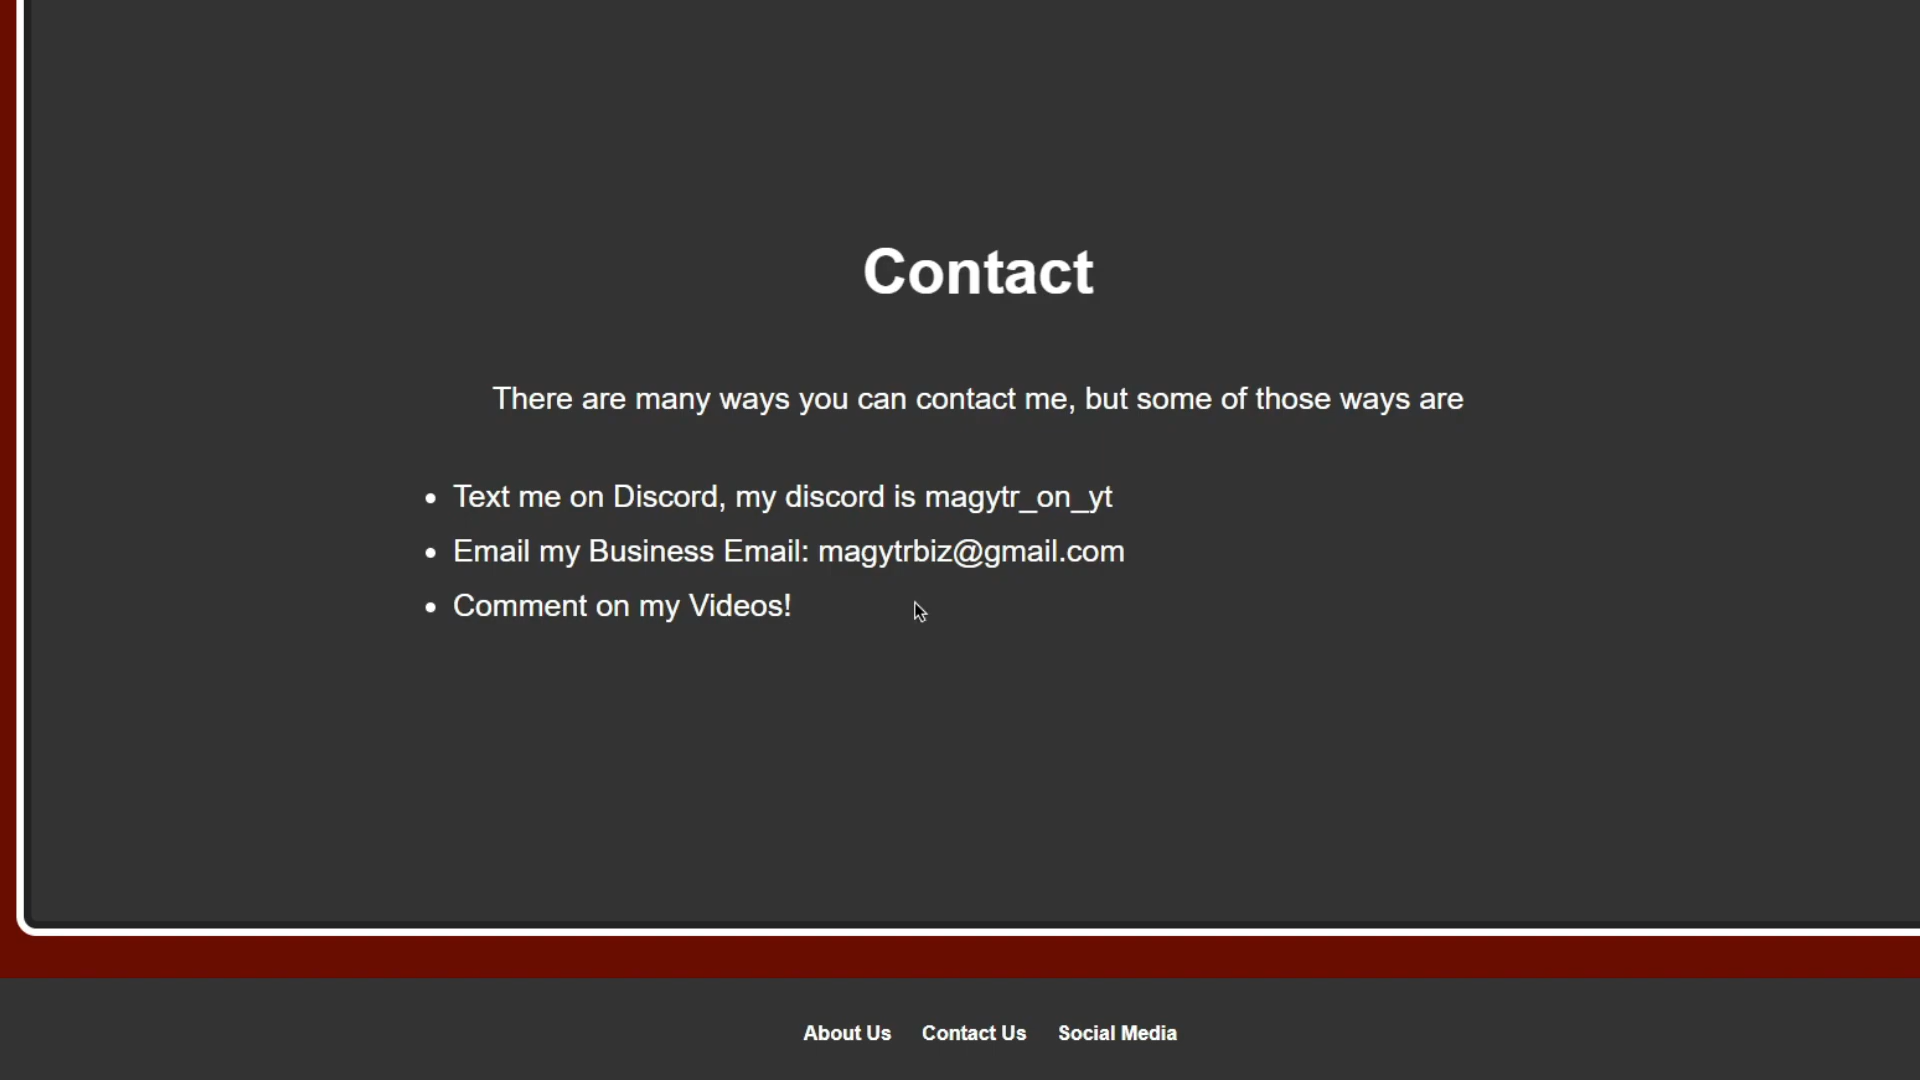 Contact
There are many ways you can contact me, but some of those ways are
• Text me on Discord, my discord is magytr_on_yt
• Email my Business Email: magytrbiz@gmail.com
• Comment on my Videos!
About Us Contact Us Social Media